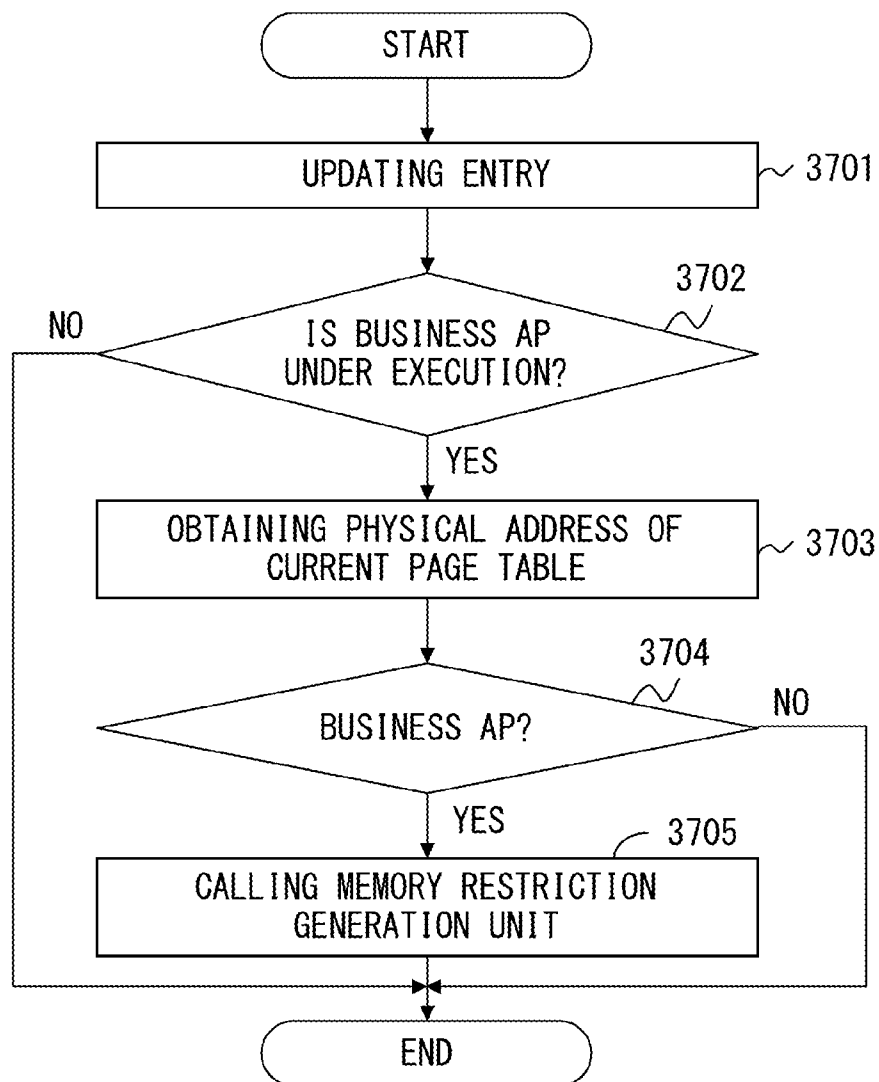 START
UPDATING ENTRY
3701
3702
NO
IS BUSINESS AP
UNDER EXECUTION?
YES
OBTAINING PHYSICAL ADDRESS OF
CURRENT PAGE TABLE
3703
3704
NO
BUSINESS AP?
YES
3705
CALLING MEMORY RESTRICTION
GENERATION UNIT
END